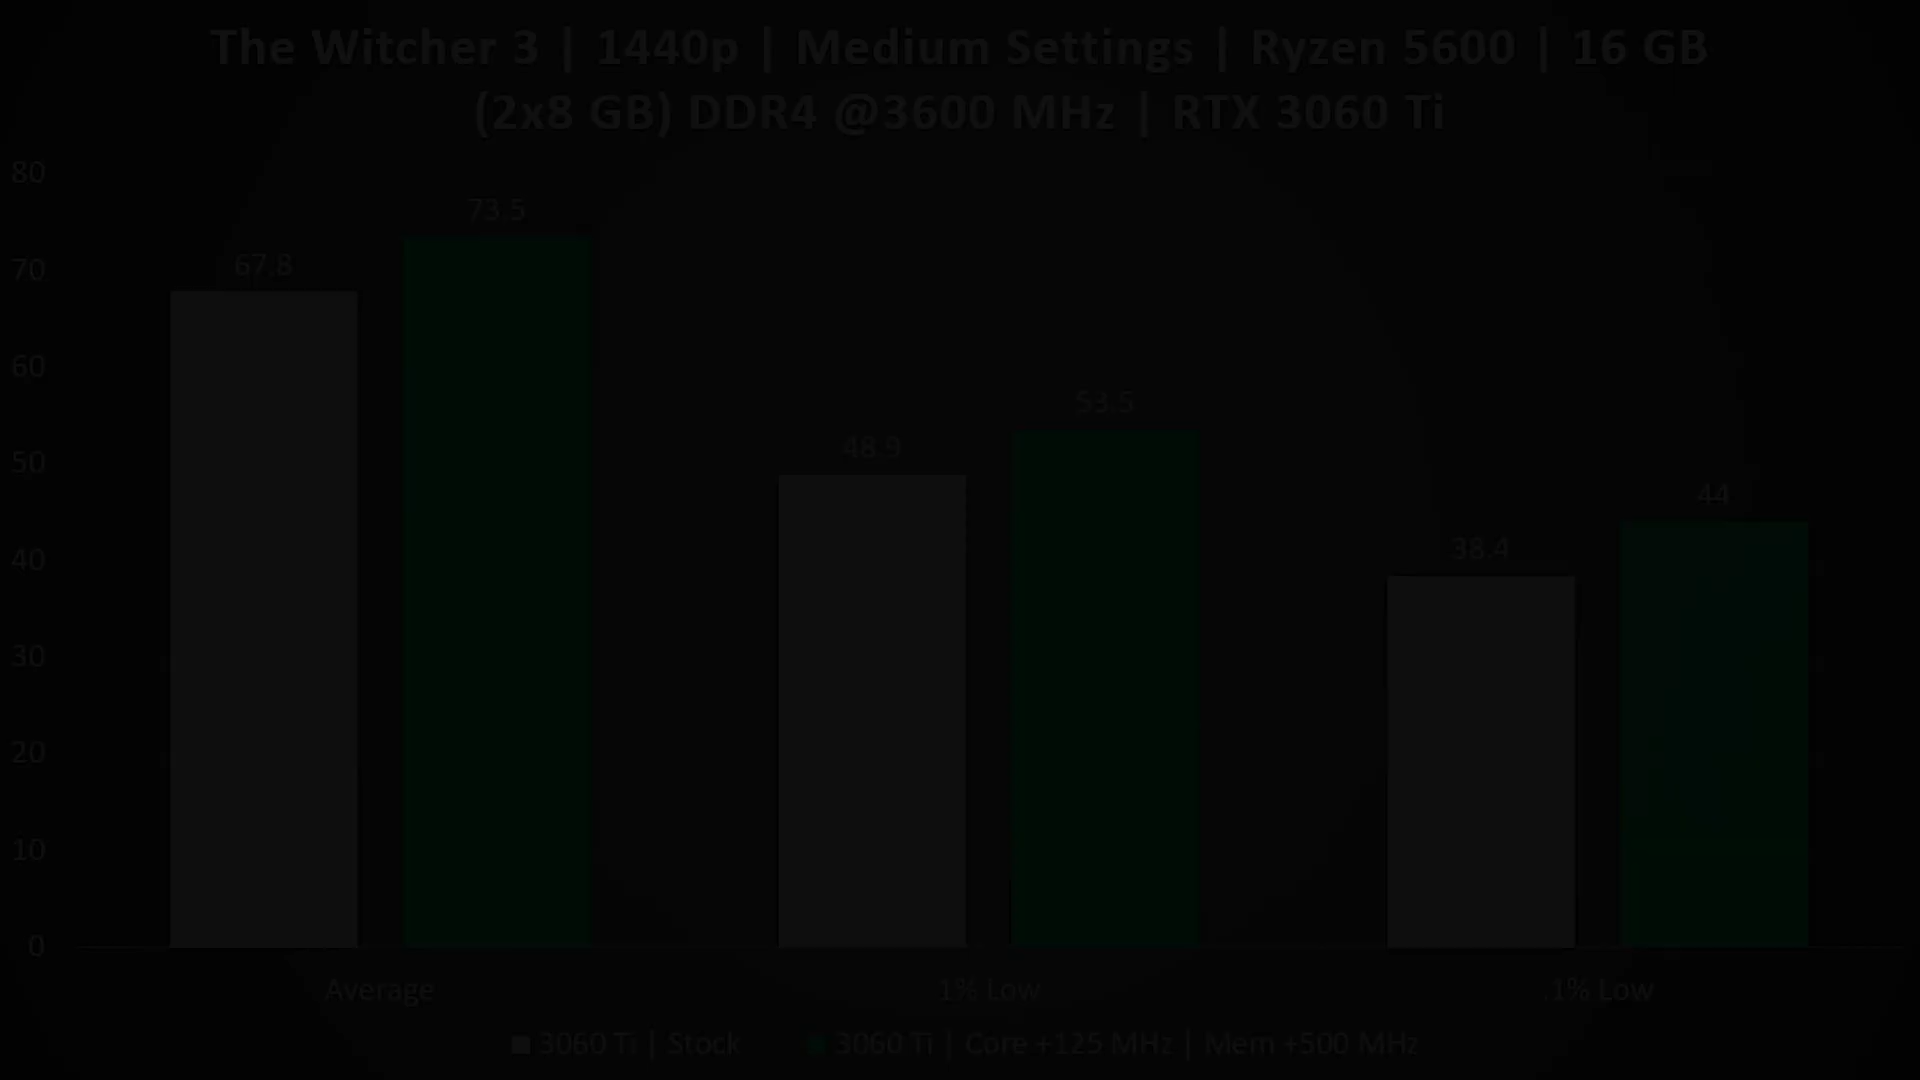 The Witcher 3 | 1440p | Medium Settings | Ryzen 5600 | 16 GB
(2x8 GB) DDR4 @3600 MHz | RTX 3060 Ti
80
70
60
50
40
30
20
10
0
67.8
73.5
48.9
53.5
38.4
44
Average
1% Low
.1% Low
3060 Ti | Stock
3060 Ti | Core +125 MHz | Mem +500 MHz